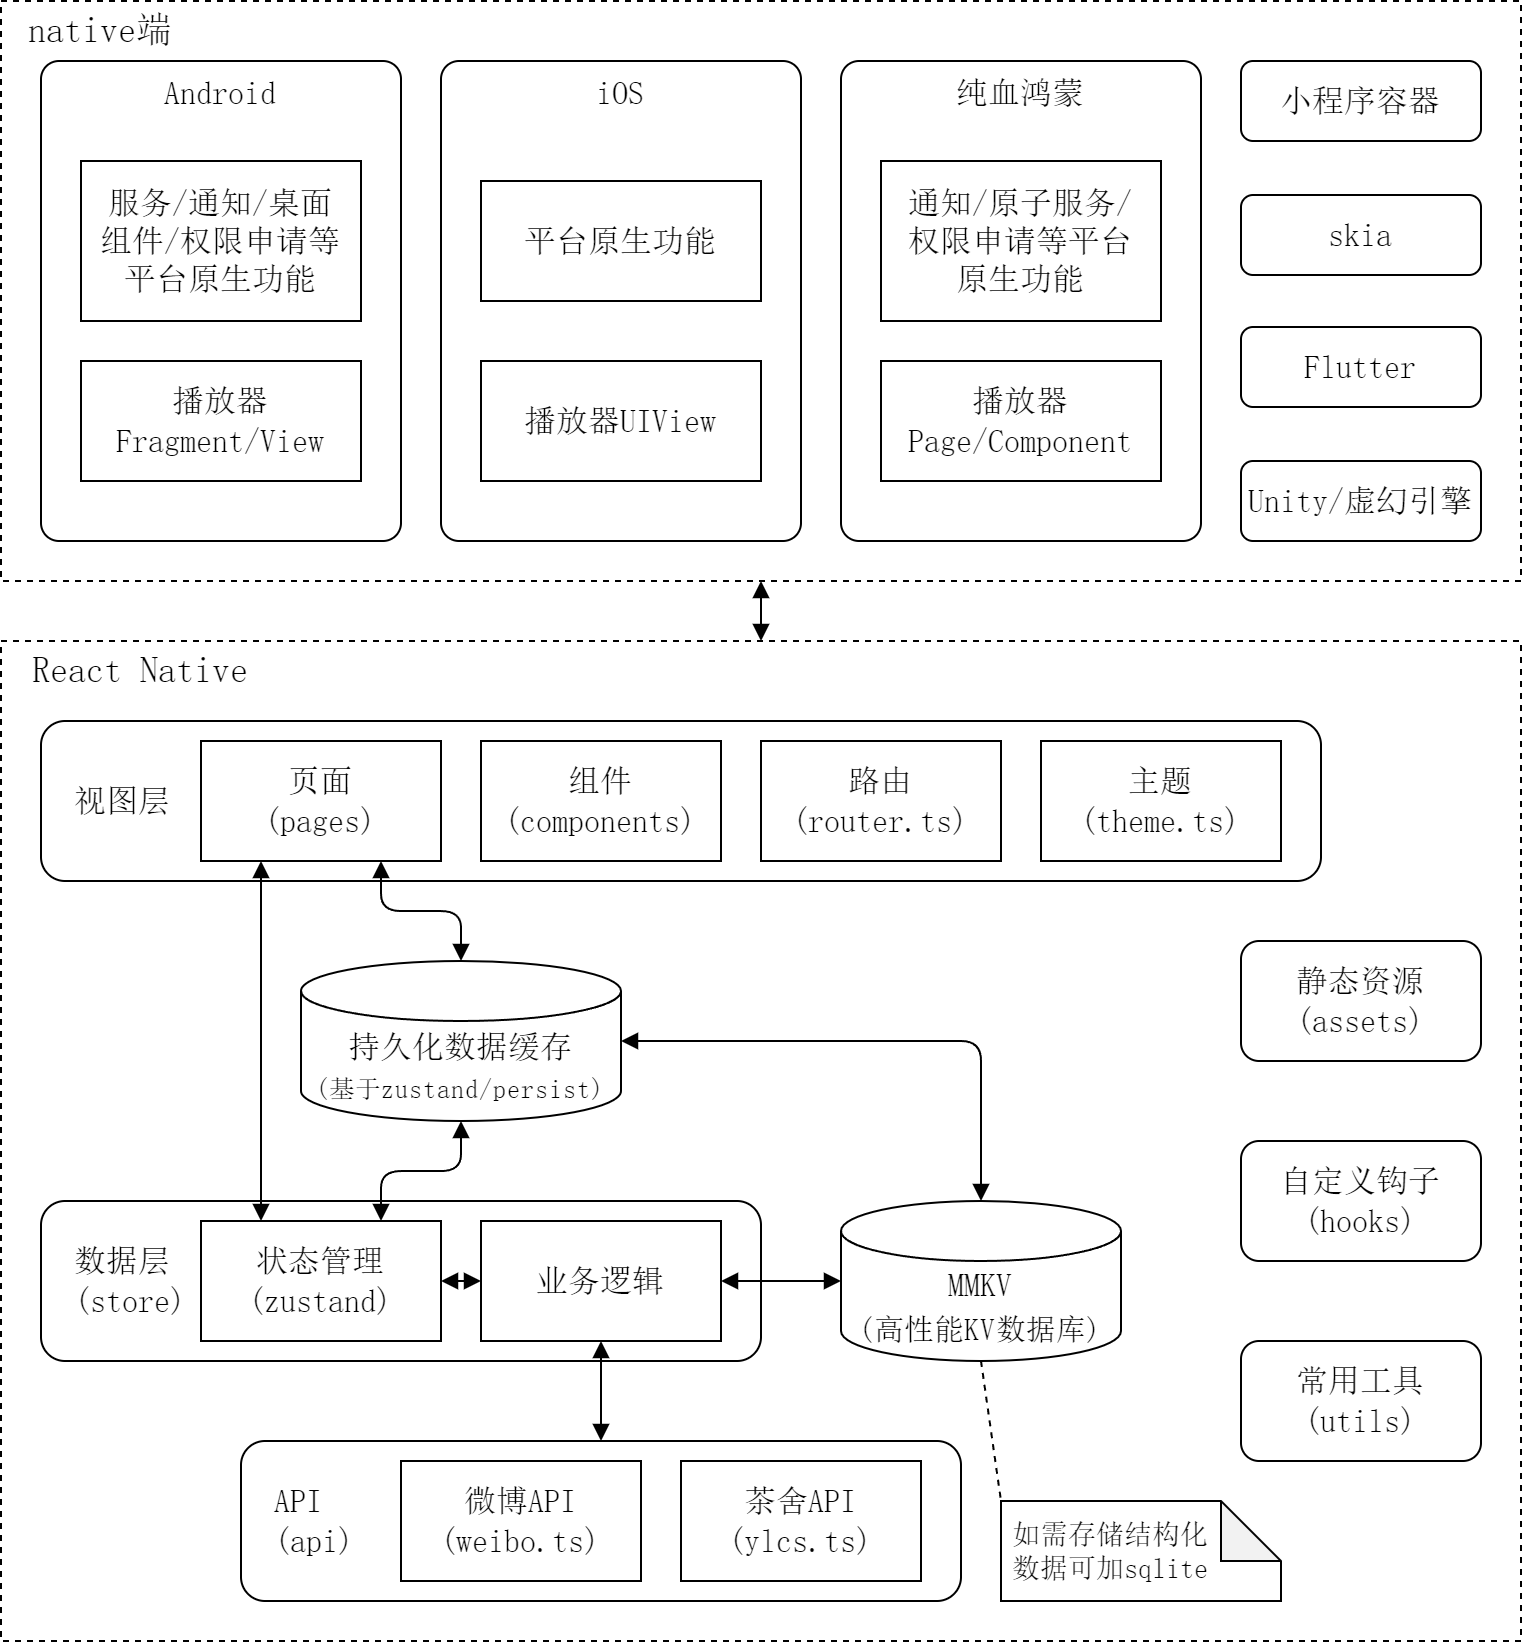 native端
Android
服务/通知/桌面
组件/权限申请等
平台原生功能
播放器
Fragment/View
iOS
平台原生功能
播放器UIView
纯血鸿蒙
通知/原子服务/
权限申请等平台
原生功能
播放器
Page/Component
小程序容器
skia
Flutter
Unity/虚幻引擎
React Native
视图层
页面
(pages)
组件
(components)
路由
(router.ts)
主题
(theme.ts)
持久化数据缓存
(基于zustand/persist)
静态资源
(assets)
自定义钩子
(hooks)
常用工具
(utils)
数据层
(store)
状态管理
(zustand)
业务逻辑
MMKV
(高性能KV数据库)
API
(api)
微博API
(weibo.ts)
茶舍API
(ylcs.ts)
如需存储结构化
数据可加sqlite